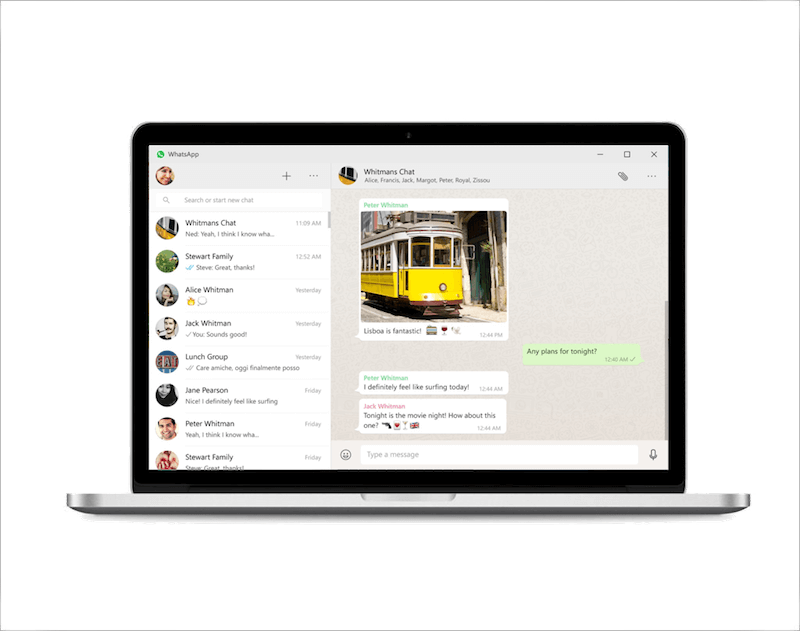 WhatsApp
Search or start new chat
Whitmans Chat
11:09 AM
Ned: Yeah, I think I know wha...
Stewart Family
12:52 AM
Steve: Great, thanks!
Alice Whitman
Yesterday
Jack Whitman
Yesterday
You: Sounds good!
Lunch Group
Yesterday
Care amiche, oggi finalmente posso
Jane Pearson
Friday
Nice! I definitely feel like surfing
Peter Whitman
Friday
Yeah, I think I know wha...
Stewart Family
Friday
Steve: Great, thanks!
Whitmans Chat
Alice, Francis, Jack, Margot, Peter, Royal, Zissou
Peter Whitman
Lisboa is fantastic!
12:44 PM
Any plans for tonight?
12:40 AM
Peter Whitman
I definitely feel like surfing today!
12:44 AM
Jack Whitman
Tonight is the movie night! How about this
one?
12:44 AM
Type a message